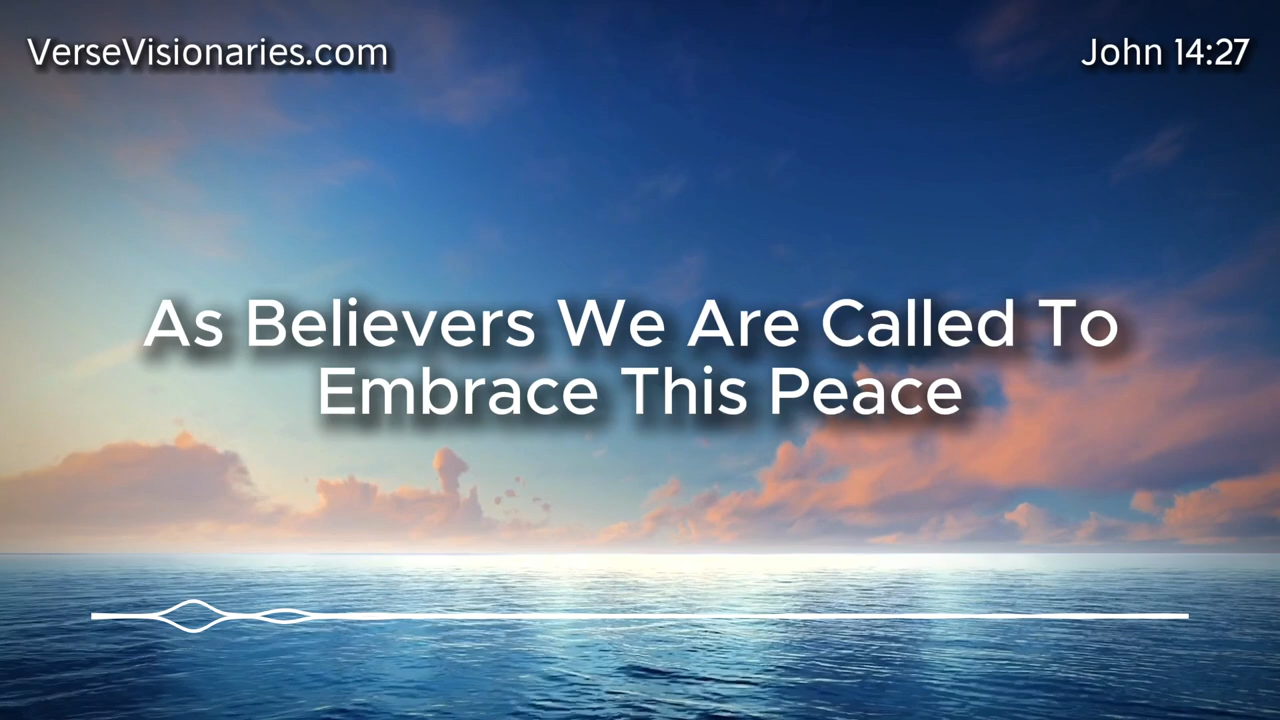 VerseVisionaries.com
John 14:27
As Believers We Are Called To
Embrace This Peace